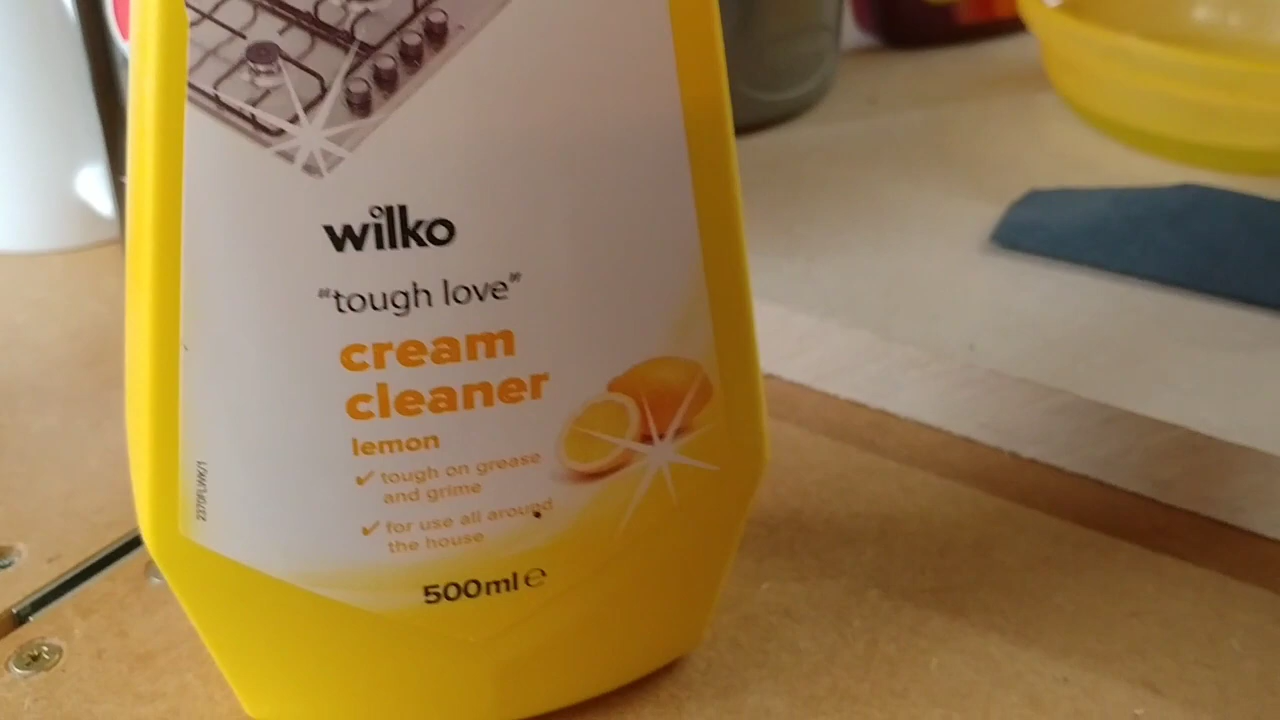 wilko
“tough love”
cream
cleaner
lemon
✓ tough on grease
and grime
✓ for use all around
the house
500ml ℮